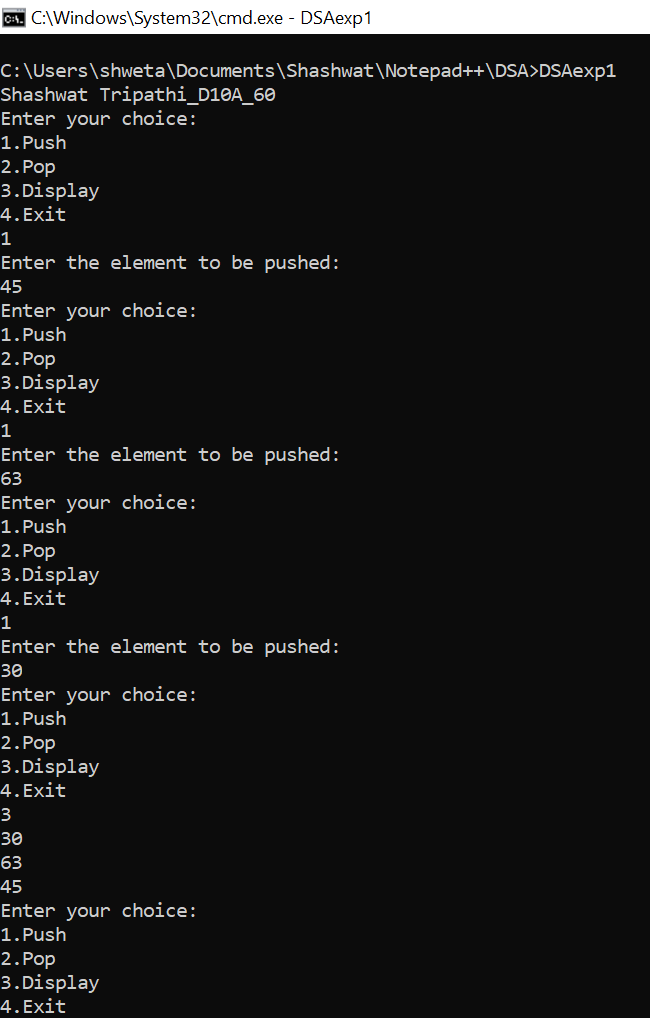 C:\Windows\System32\cmd.exe - DSAexp1
C:\Users\shweta\Documents\Shashwat\Notepad++\DSA>DSAexp1
Shashwat Tripathi_D10A_60
Enter your choice:
1.Push
2.Pop
3.Display
4.Exit
1
Enter the element to be pushed:
45
Enter your choice:
1.Push
2.Pop
3.Display
4.Exit
1
Enter the element to be pushed:
63
Enter your choice:
1.Push
2.Pop
3.Display
4.Exit
1
Enter the element to be pushed:
30
Enter your choice:
1.Push
2.Pop
3.Display
4.Exit
3
30
63
45
Enter your choice:
1.Push
2.Pop
3.Display
4.Exit